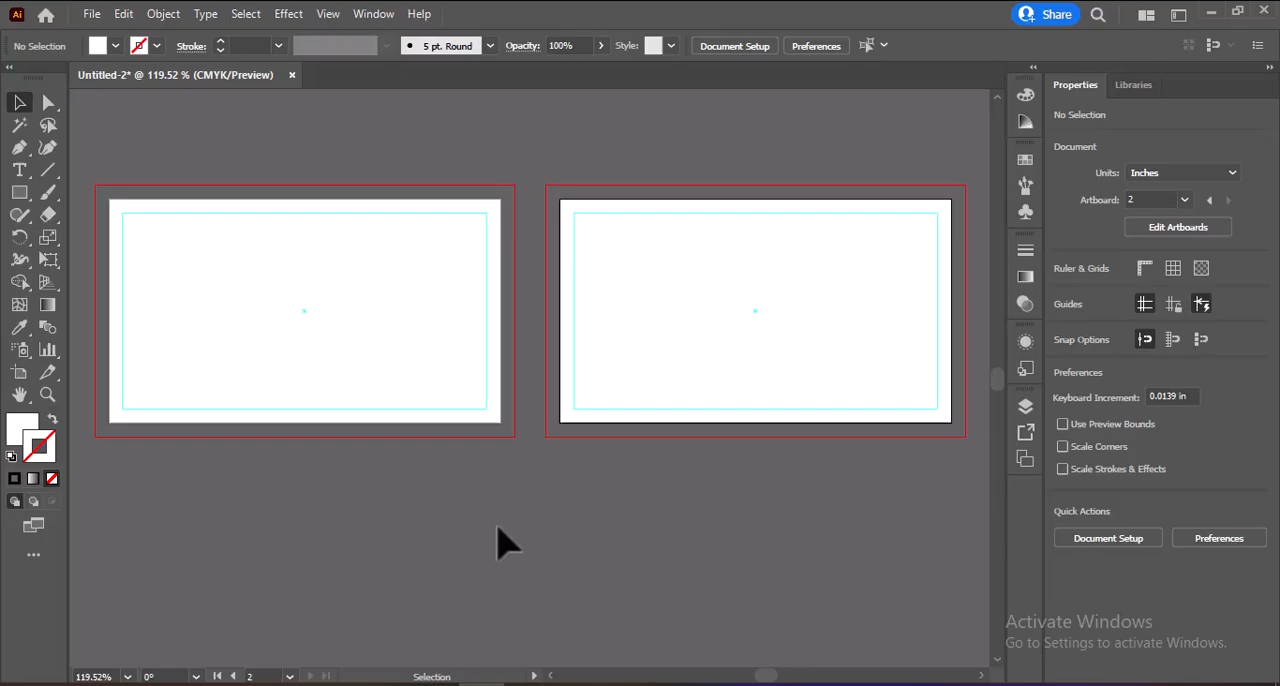 Ai File Edit Object Type Select Effect View Window Help Share
No Selection Stroke: 5 pt. Round Opacity: 100% Style: Document Setup Preferences
Untitled-2* @ 119.52 % (CMYK/Preview) ×
Properties Libraries
No Selection
Document
Units: Inches
Artboard: 2
Edit Artboards
Ruler & Grids
Guides
Snap Options
Preferences
Keyboard Increment: 0.0139 in
Use Preview Bounds
Scale Corners
Scale Strokes & Effects
Quick Actions
Document Setup Preferences
Activate Windows
Go to Settings to activate Windows.
119.52% 0° 2 Selection